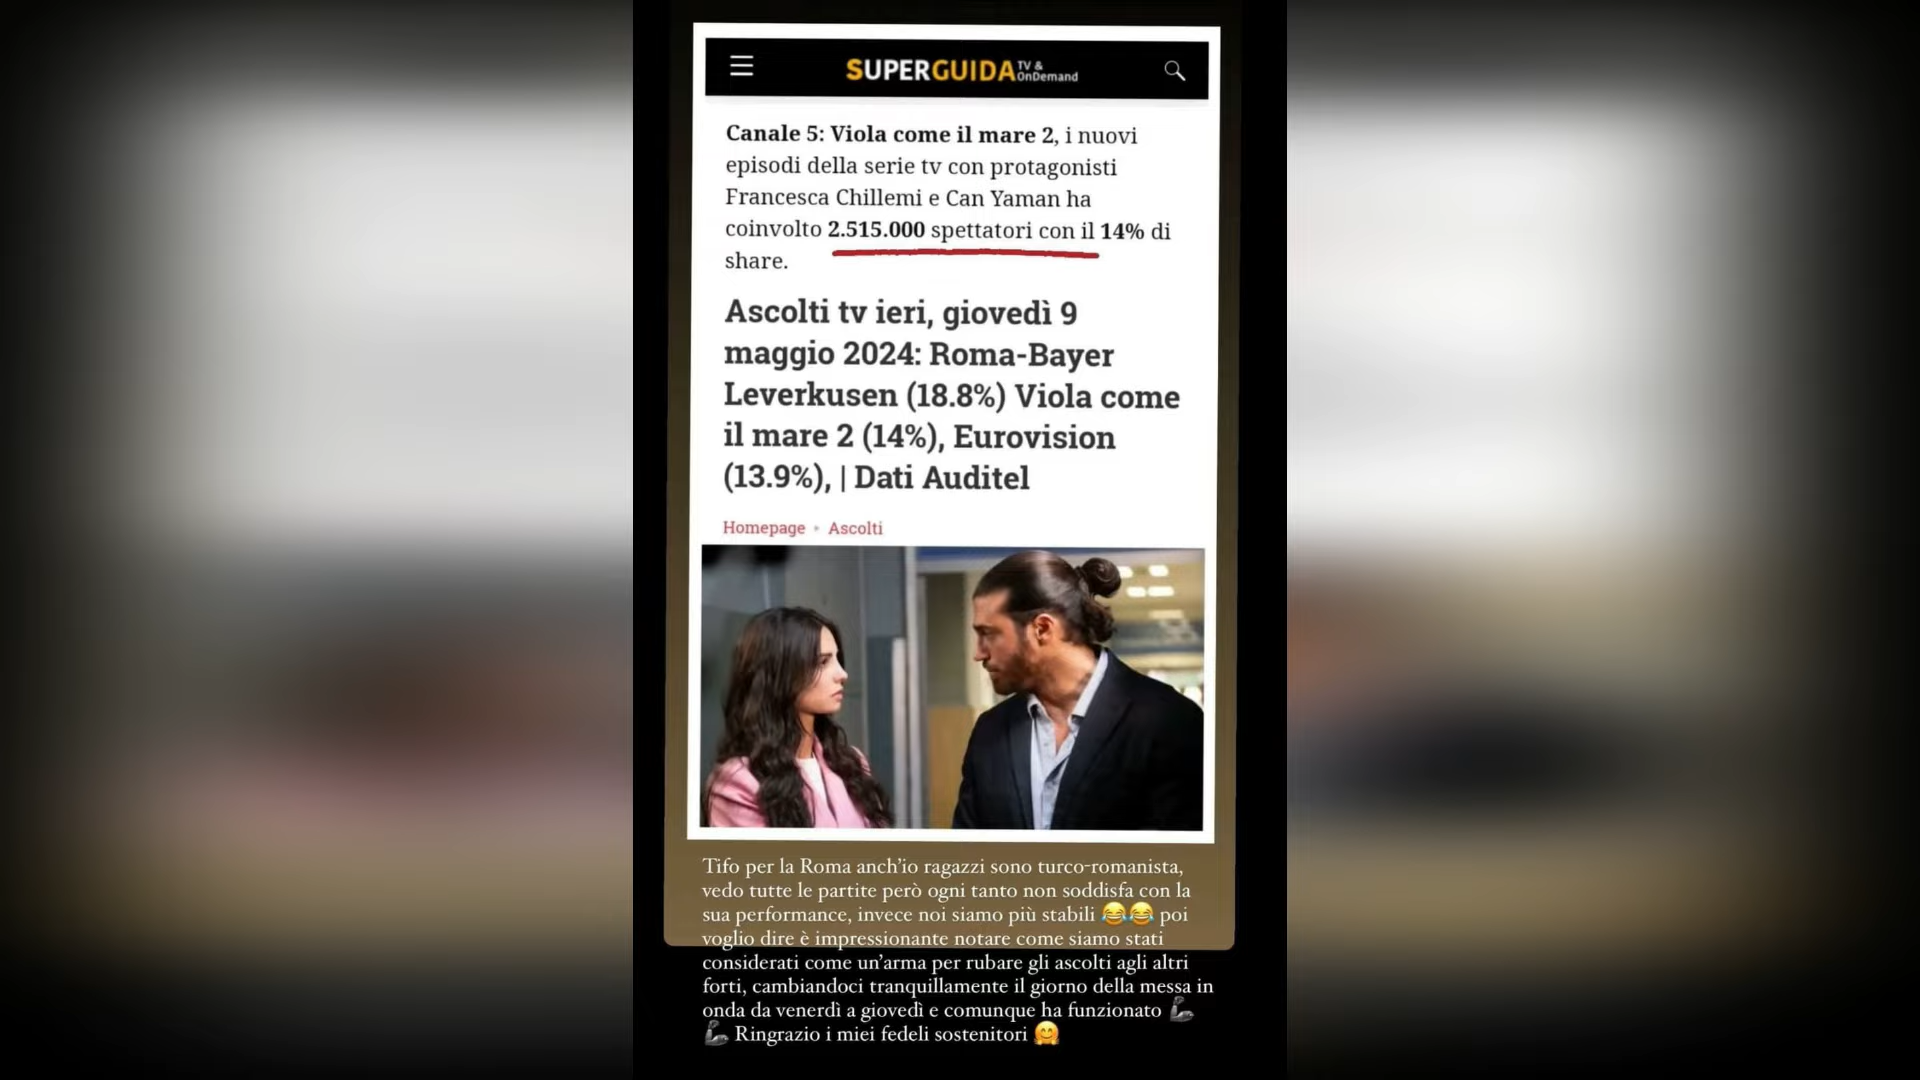 SUPERGUIDA TV & OnDemand
Canale 5: Viola come il mare 2, i nuovi
episodi della serie tv con protagonisti
Francesca Chillemi e Can Yaman ha
coinvolto 2.515.000 spettatori con il 14% di
share.
Ascolti tv ieri, giovedì 9
maggio 2024: Roma-Bayer
Leverkusen (18.8%) Viola come
il mare 2 (14%), Eurovision
(13.9%), | Dati Auditel
Homepage • Ascolti
Tifo per la Roma anch’io ragazzi sono turco-romanista,
vedo tutte le partite però ogni tanto non soddisfa con la
sua performance, invece noi siamo più stabili 😂😂 poi
voglio dire è impressionante notare come siamo stati
considerati come un’arma per rubare gli ascolti agli altri
forti, cambiandoci tranquillamente il giorno della messa in
onda da venerdì a giovedì e comunque ha funzionato 🦾
🦾 Ringrazio i miei fedeli sostenitori 🤗